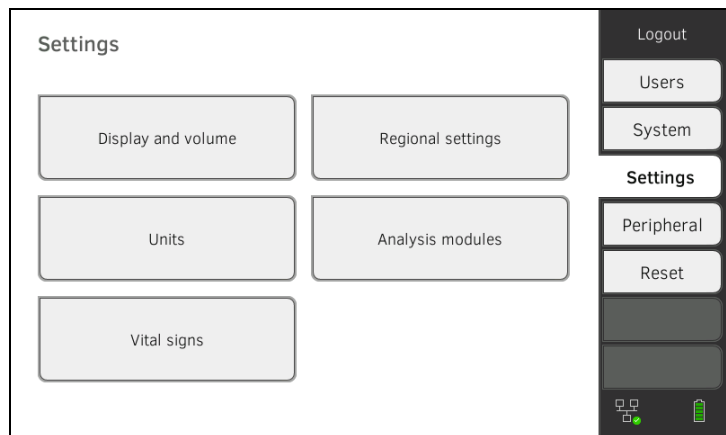 Settings
Display and volume
Regional settings
Units
Analysis modules
Vital signs
Logout
Users
System
Settings
Peripheral
Reset